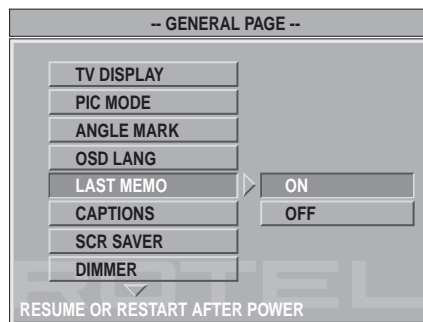 -- GENERAL PAGE --
TV DISPLAY
PIC MODE
ANGLE MARK
OSD LANG
LAST MEMO
ON
CAPTIONS
OFF
SCR SAVER
DIMMER
ROTEL
RESUME OR RESTART AFTER POWER